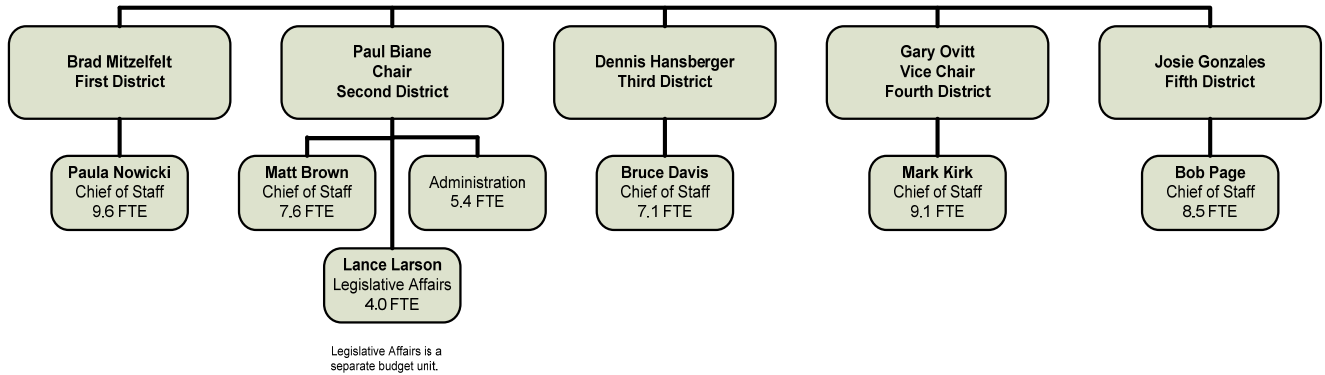 Brad Mitzelfelt
First District
Paul Biane
Chair
Second District
Dennis Hansberger
Third District
Gary Ovitt
Vice Chair
Fourth District
Josie Gonzales
Fifth District
Paula Nowicki
Chief of Staff
9.6 FTE
Matt Brown
Chief of Staff
7.6 FTE
Administration
5.4 FTE
Bruce Davis
Chief of Staff
7.1 FTE
Mark Kirk
Chief of Staff
9.1 FTE
Bob Page
Chief of Staff
8.5 FTE
Lance Larson
Legislative Affairs
4.0 FTE
Legislative Affairs is a
separate budget unit.